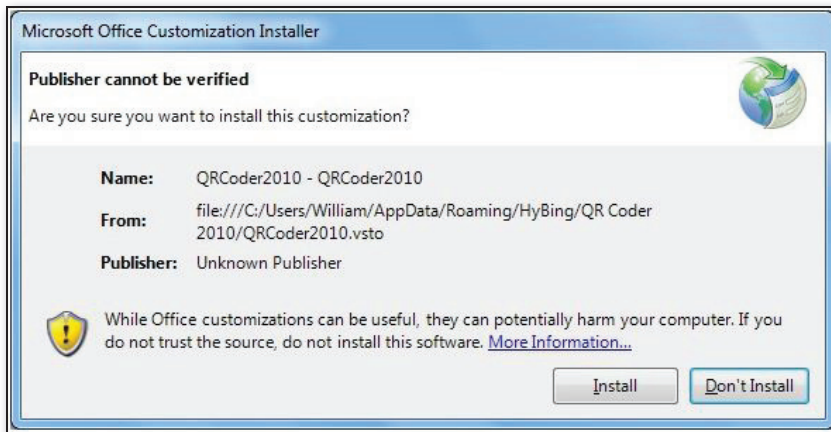 Microsoft Office Customization Installer
Publisher cannot be verified
Are you sure you want to install this customization?
Name: QRCoder2010 - QRCoder2010
From: file:///C:/Users/William/AppData/Roaming/HyBing/QR Coder
2010/QRCoder2010.vsto
Publisher: Unknown Publisher
While Office customizations can be useful, they can potentially harm your computer. If you
do not trust the source, do not install this software. More Information...
Install Don't Install